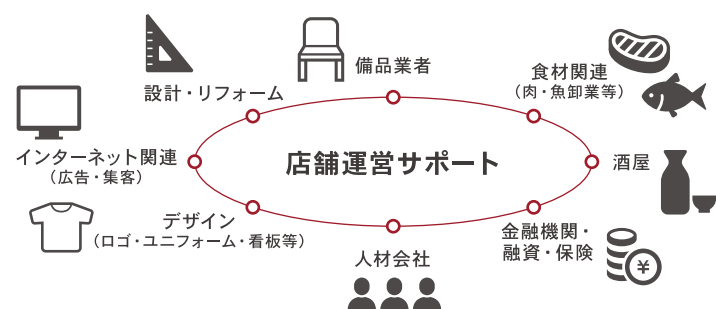 備品業者
食材関連
（肉・魚卸業等）
設計・リフォーム
インターネット関連
（広告・集客）
店舗運営サポート
酒屋
デザイン
（ロゴ・ユニフォーム・看板等）
金融機関・
融資・保険
人材会社
¥